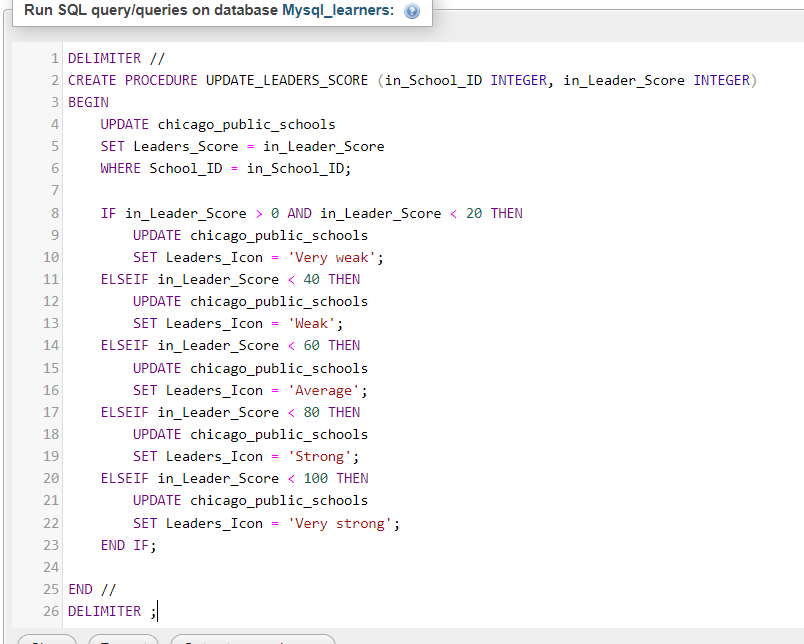 Run SQL query/queries on database Mysql_learners:
1 DELIMITER //
2 CREATE PROCEDURE UPDATE_LEADERS_SCORE (in_School_ID INTEGER, in_Leader_Score INTEGER)
3 BEGIN
4     UPDATE chicago_public_schools
5     SET Leaders_Score = in_Leader_Score
6     WHERE School_ID = in_School_ID;
7
8     IF in_Leader_Score > 0 AND in_Leader_Score < 20 THEN
9         UPDATE chicago_public_schools
10         SET Leaders_Icon = 'Very weak';
11     ELSEIF in_Leader_Score < 40 THEN
12         UPDATE chicago_public_schools
13         SET Leaders_Icon = 'Weak';
14     ELSEIF in_Leader_Score < 60 THEN
15         UPDATE chicago_public_schools
16         SET Leaders_Icon = 'Average';
17     ELSEIF in_Leader_Score < 80 THEN
18         UPDATE chicago_public_schools
19         SET Leaders_Icon = 'Strong';
20     ELSEIF in_Leader_Score < 100 THEN
21         UPDATE chicago_public_schools
22         SET Leaders_Icon = 'Very strong';
23     END IF;
24
25 END //
26 DELIMITER ;